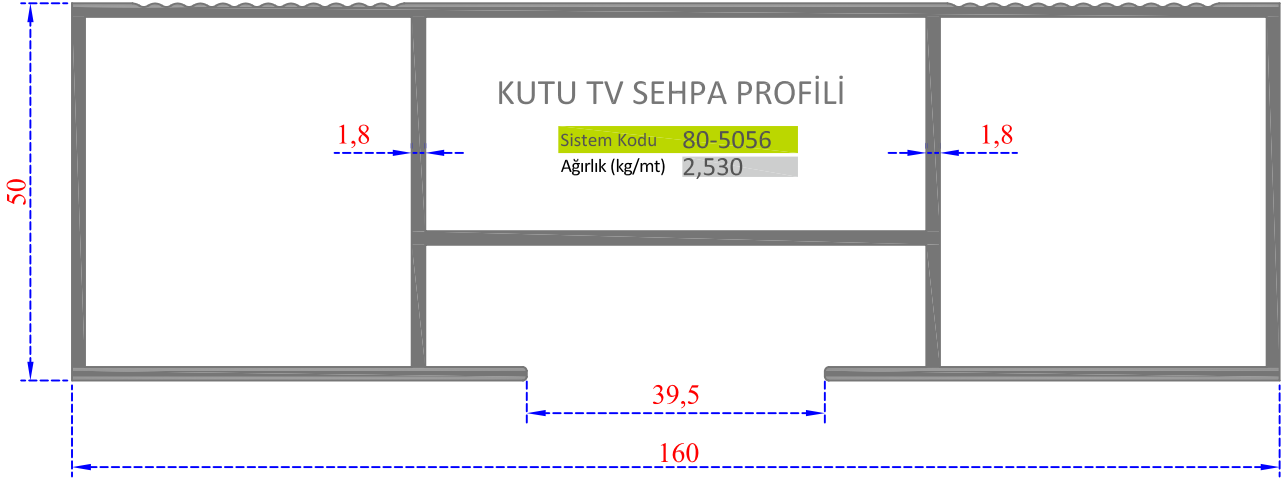 KUTU TV SEHPA PROFİLİ
Sistem Kodu 80-5056
Ağırlık (kg/mt) 2,530
1,8
1,8
50
39,5
160